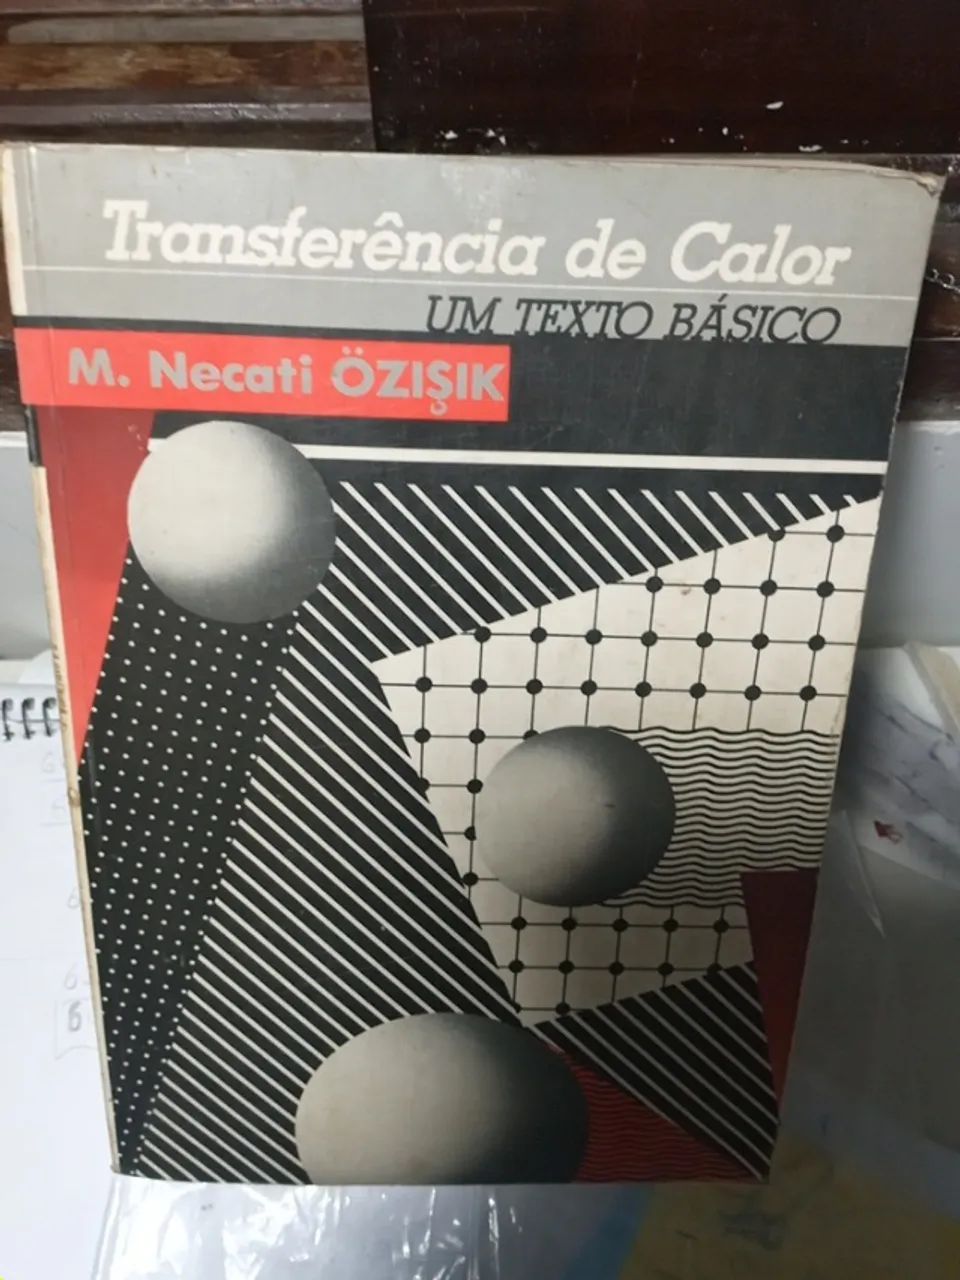 Transferência de Calor
UM TEXTO BÁSICO
M. Necati ÖZIŞIK